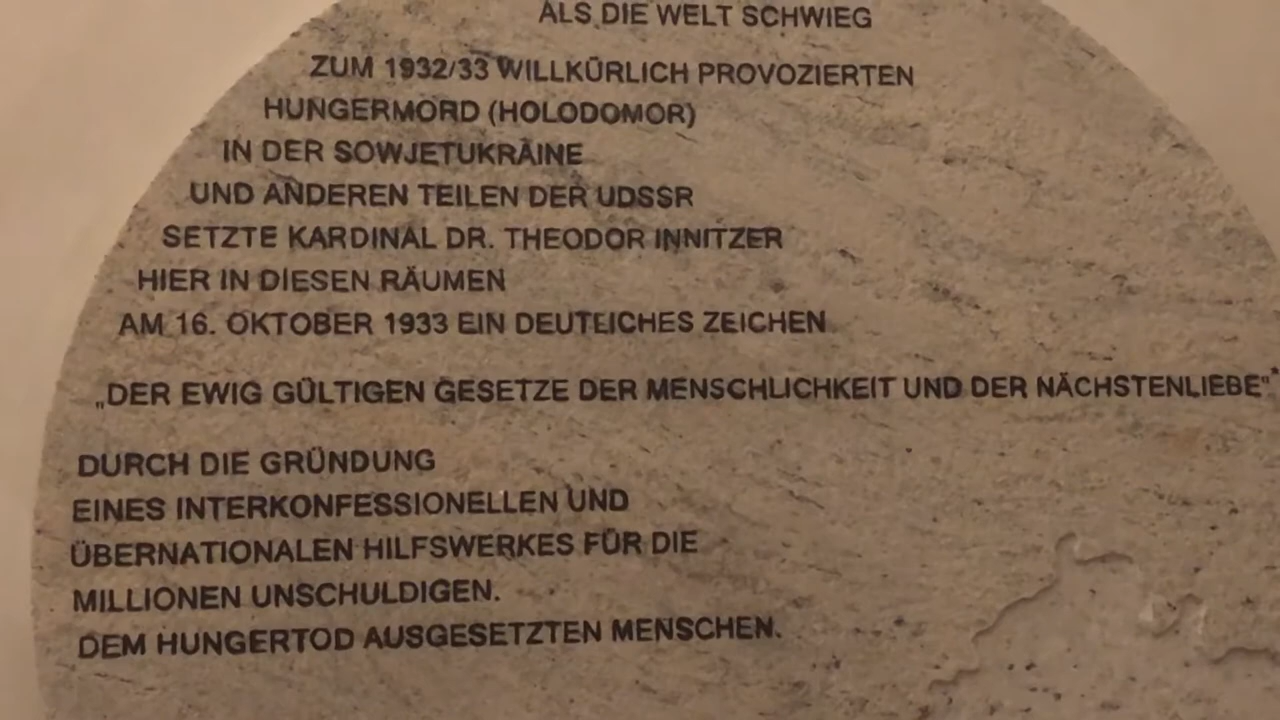 ALS DIE WELT SCHWIEG
ZUM 1932/33 WILLKÜRLICH PROVOZIERTEN
HUNGERMORD (HOLODOMOR)
IN DER SOWJETUKRAINE
UND ANDEREN TEILEN DER UDSSR
SETZTE KARDINAL DR. THEODOR INNITZER
HIER IN DIESEN RÄUMEN
AM 16. OKTOBER 1933 EIN DEUTLICHES ZEICHEN
„DER EWIG GÜLTIGEN GESETZE DER MENSCHLICHKEIT UND DER NÄCHSTENLIEBE"*
DURCH DIE GRÜNDUNG
EINES INTERKONFESSIONELLEN UND
ÜBERNATIONALEN HILFSWERKES FÜR DIE
MILLIONEN UNSCHULDIGEN.
DEM HUNGERTOD AUSGESETZTEN MENSCHEN.